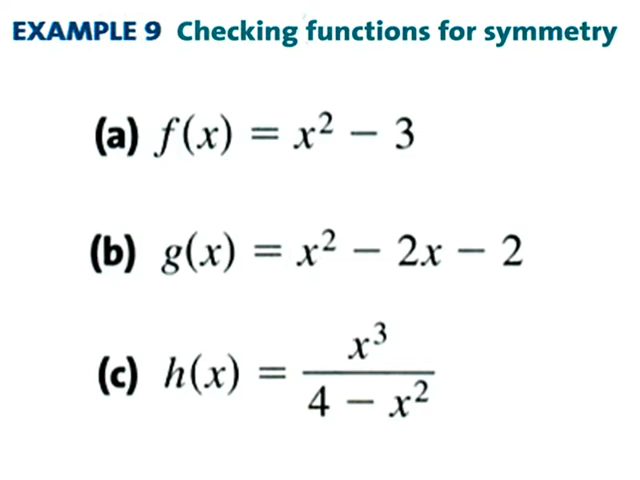 EXAMPLE 9 Checking functions for symmetry
(a) f(x) = x² − 3
(b) g(x) = x² − 2x − 2
(c) h(x) = x³ / (4 − x²)